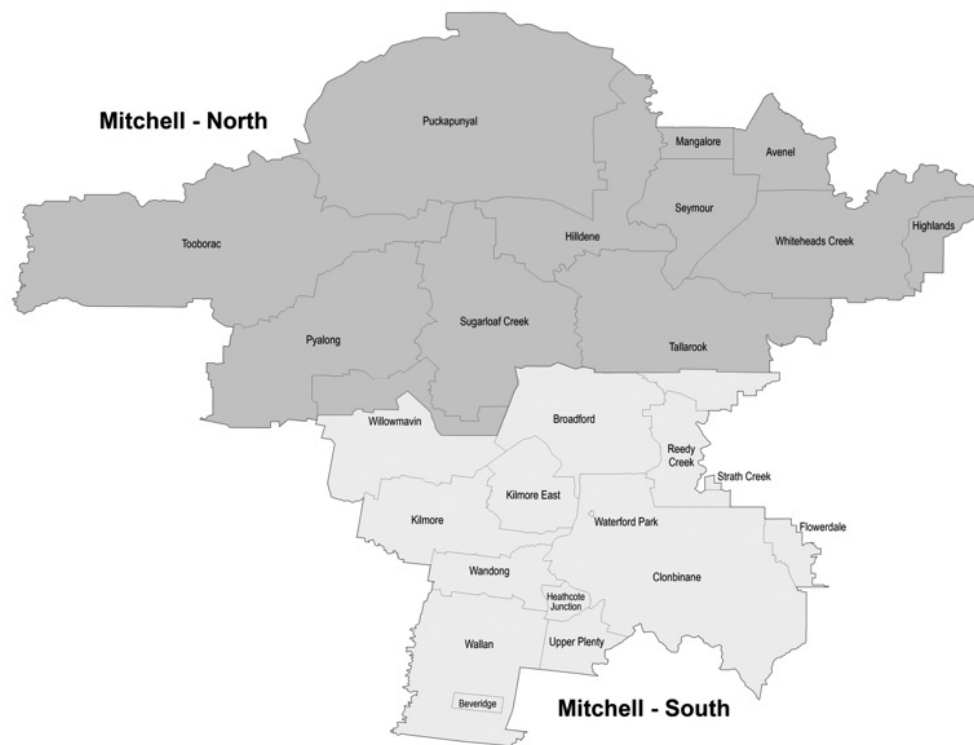 Puckapunyal
Mitchell - North
Mangalore
Avenel
Seymour
Highlands
Tooborac
Hilldene
Whiteheads Creek
Sugarloaf Creek
Pyalong
Tallarook
Willowmavin
Broadford
Reedy
Creek
Strath Creek
Kilmore East
Kilmore
Waterford Park
Flowerdale
Wandong
Clonbinane
Heathcote
Junction
Wallan
Upper Plenty
Beveridge
Mitchell - South